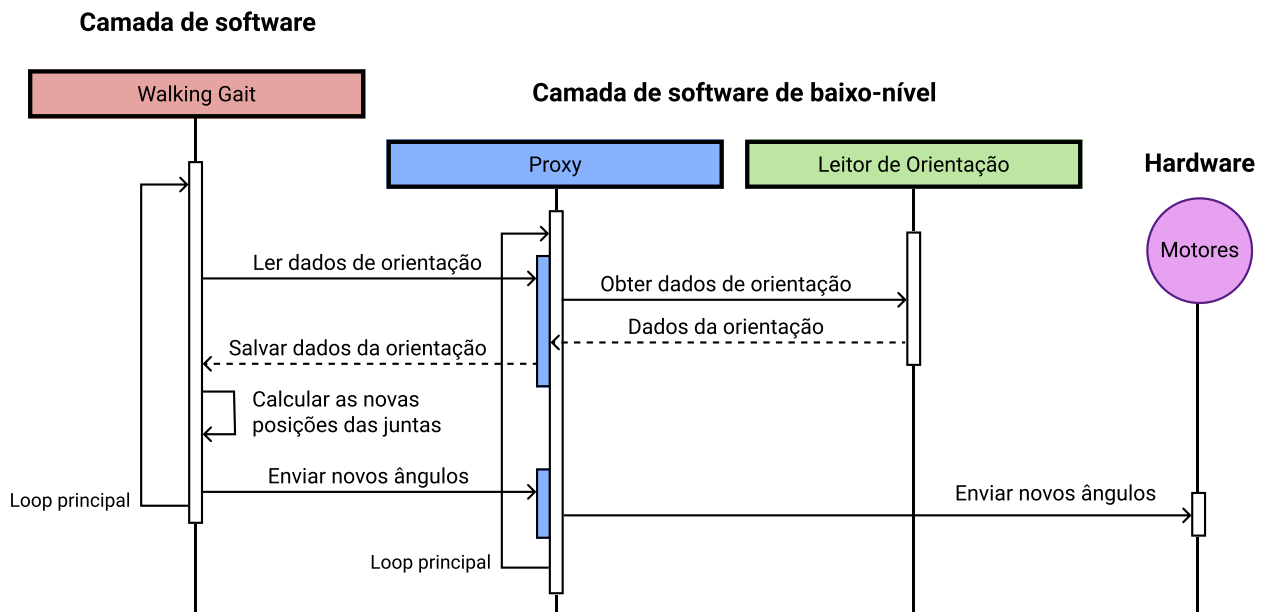 Camada de software
Walking Gait
Camada de software de baixo-nível
Proxy
Leitor de Orientação
Hardware
Motores
Ler dados de orientação
Obter dados de orientação
Dados da orientação
Salvar dados da orientação
Calcular as novas
posições das juntas
Enviar novos ângulos
Enviar novos ângulos
Loop principal
Loop principal